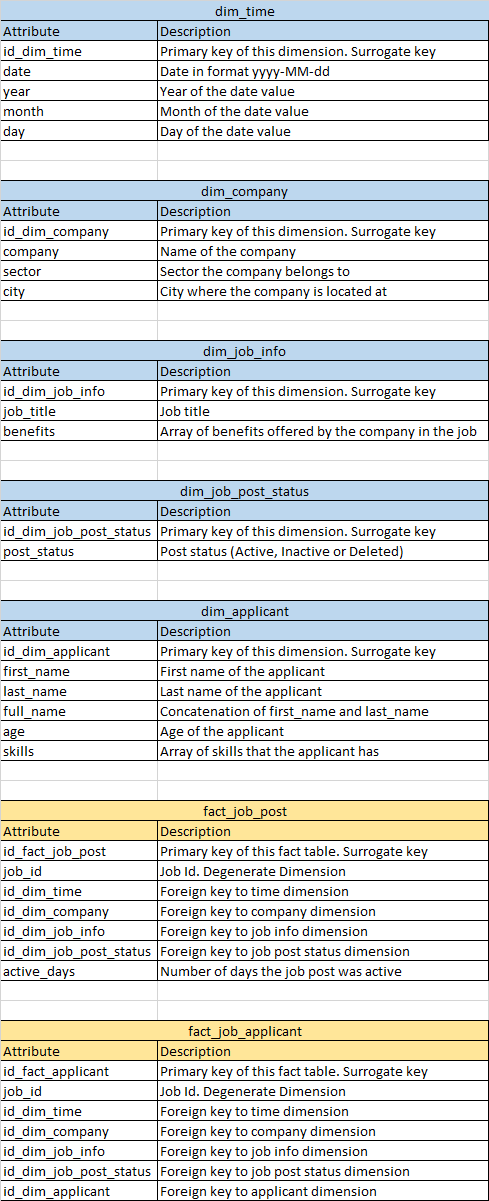 dim_time
Attribute Description
id_dim_time Primary key of this dimension. Surrogate key
date Date in format yyyy-MM-dd
year Year of the date value
month Month of the date value
day Day of the date value
dim_company
Attribute Description
id_dim_company Primary key of this dimension. Surrogate key
company Name of the company
sector Sector the company belongs to
city City where the company is located at
dim_job_info
Attribute Description
id_dim_job_info Primary key of this dimension. Surrogate key
job_title Job title
benefits Array of benefits offered by the company in the job
dim_job_post_status
Attribute Description
id_dim_job_post_status Primary key of this dimension. Surrogate key
post_status Post status (Active, Inactive or Deleted)
dim_applicant
Attribute Description
id_dim_applicant Primary key of this dimension. Surrogate key
first_name First name of the applicant
last_name Last name of the applicant
full_name Concatenation of first_name and last_name
age Age of the applicant
skills Array of skills that the applicant has
fact_job_post
Attribute Description
id_fact_job_post Primary key of this fact table. Surrogate key
job_id Job Id. Degenerate Dimension
id_dim_time Foreign key to time dimension
id_dim_company Foreign key to company dimension
id_dim_job_info Foreign key to job info dimension
id_dim_job_post_status Foreign key to job post status dimension
active_days Number of days the job post was active
fact_job_applicant
Attribute Description
id_fact_applicant Primary key of this fact table. Surrogate key
job_id Job Id. Degenerate Dimension
id_dim_time Foreign key to time dimension
id_dim_company Foreign key to company dimension
id_dim_job_info Foreign key to job info dimension
id_dim_job_post_status Foreign key to job post status dimension
id_dim_applicant Foreign key to applicant dimension